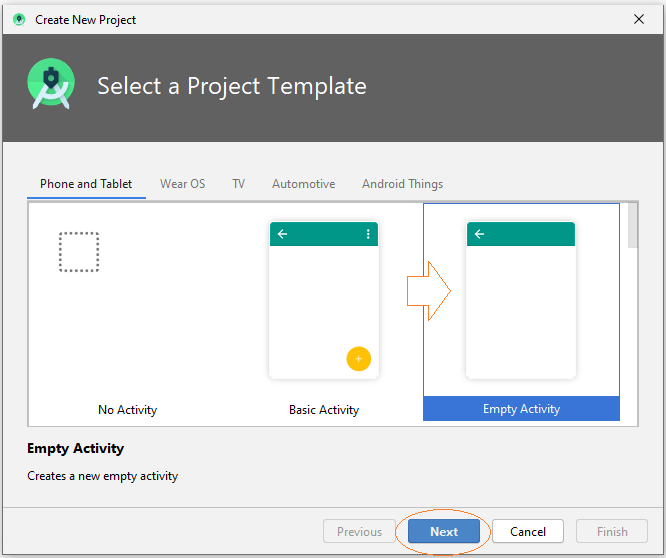 Create New Project
Select a Project Template
Phone and Tablet
Wear OS
TV
Automotive
Android Things
No Activity
Basic Activity
Empty Activity
Empty Activity
Creates a new empty activity
Previous
Next
Cancel
Finish